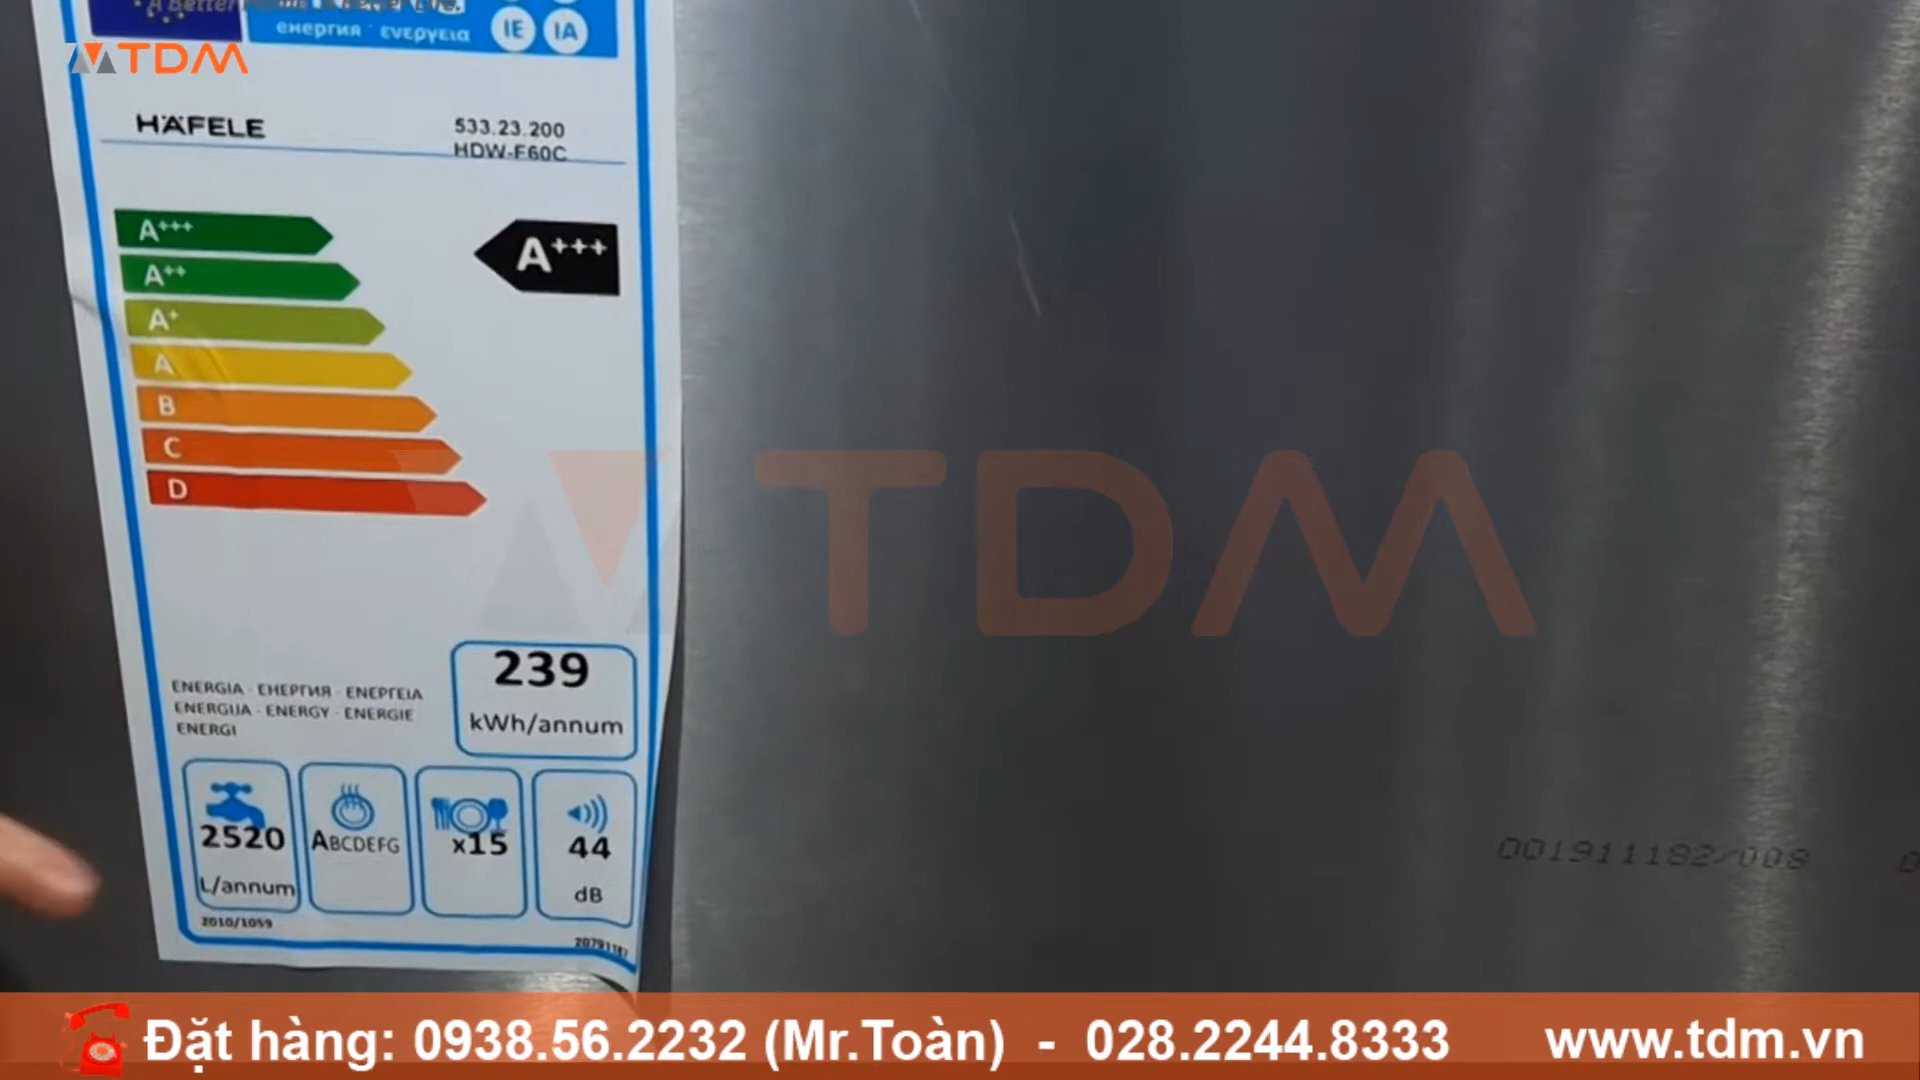 енергия · ενεργεια
IE
IA
TDM
HÄFELE
533.23.200
HDW-F60C
A+++
A+++
A++
A+
A
B
C
D
TDM
239
kWh/annum
ENERGIA · ЕНЕРГИЯ · ΕΝΕΡΓΕΙΑ
ENERGIJA · ENERGY · ENERGIE
ENERGI
2520
L/annum
ABCDEFG
x15
44
dB
2010/1059
001911182/008
Đặt hàng: 0938.56.2232 (Mr.Toàn) - 028.2244.8333
www.tdm.vn